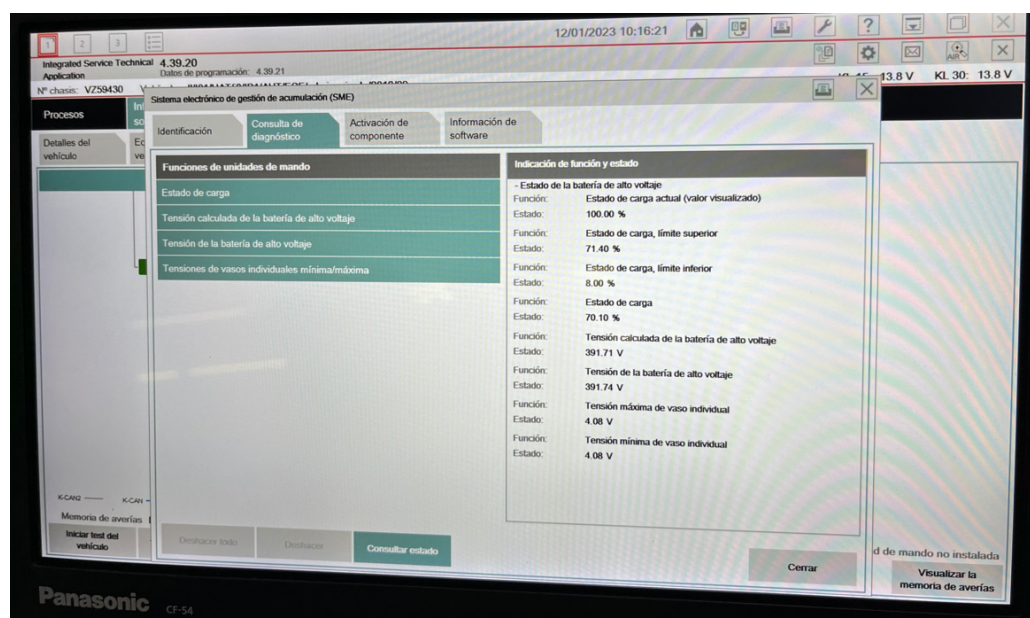 12/01/2023 10:16:21
1 2 3
Integrated Service Technical 4.39.20
Application
Datos de programación: 4.39.21
Nº chasis: VZ59430
13.8 V KL 30: 13.8 V
Procesos
Detalles del
vehículo
Sistema electrónico de gestión de acumulación (SME)
Identificación
Consulta de
diagnóstico
Activación de
componente
Información de
software
Funciones de unidades de mando
Estado de carga
Tensión calculada de la batería de alto voltaje
Tensión de la batería de alto voltaje
Tensiones de vasos individuales mínima/máxima
Indicación de función y estado
- Estado de la batería de alto voltaje
Función: Estado de carga actual (valor visualizado)
Estado: 100.00 %
Función: Estado de carga, límite superior
Estado: 71.40 %
Función: Estado de carga, límite inferior
Estado: 8.00 %
Función: Estado de carga
Estado: 70.10 %
Función: Tensión calculada de la batería de alto voltaje
Estado: 391.71 V
Función: Tensión de la batería de alto voltaje
Estado: 391.74 V
Función: Tensión máxima de vaso individual
Estado: 4.08 V
Función: Tensión mínima de vaso individual
Estado: 4.08 V
K-CAN2 K-CAN
Memoria de averías
Iniciar test del
vehículo
Deshacer todo
Deshacer
Consultar estado
Cerrar
d de mando no instalada
Visualizar la
memoria de averías
Panasonic CF-54